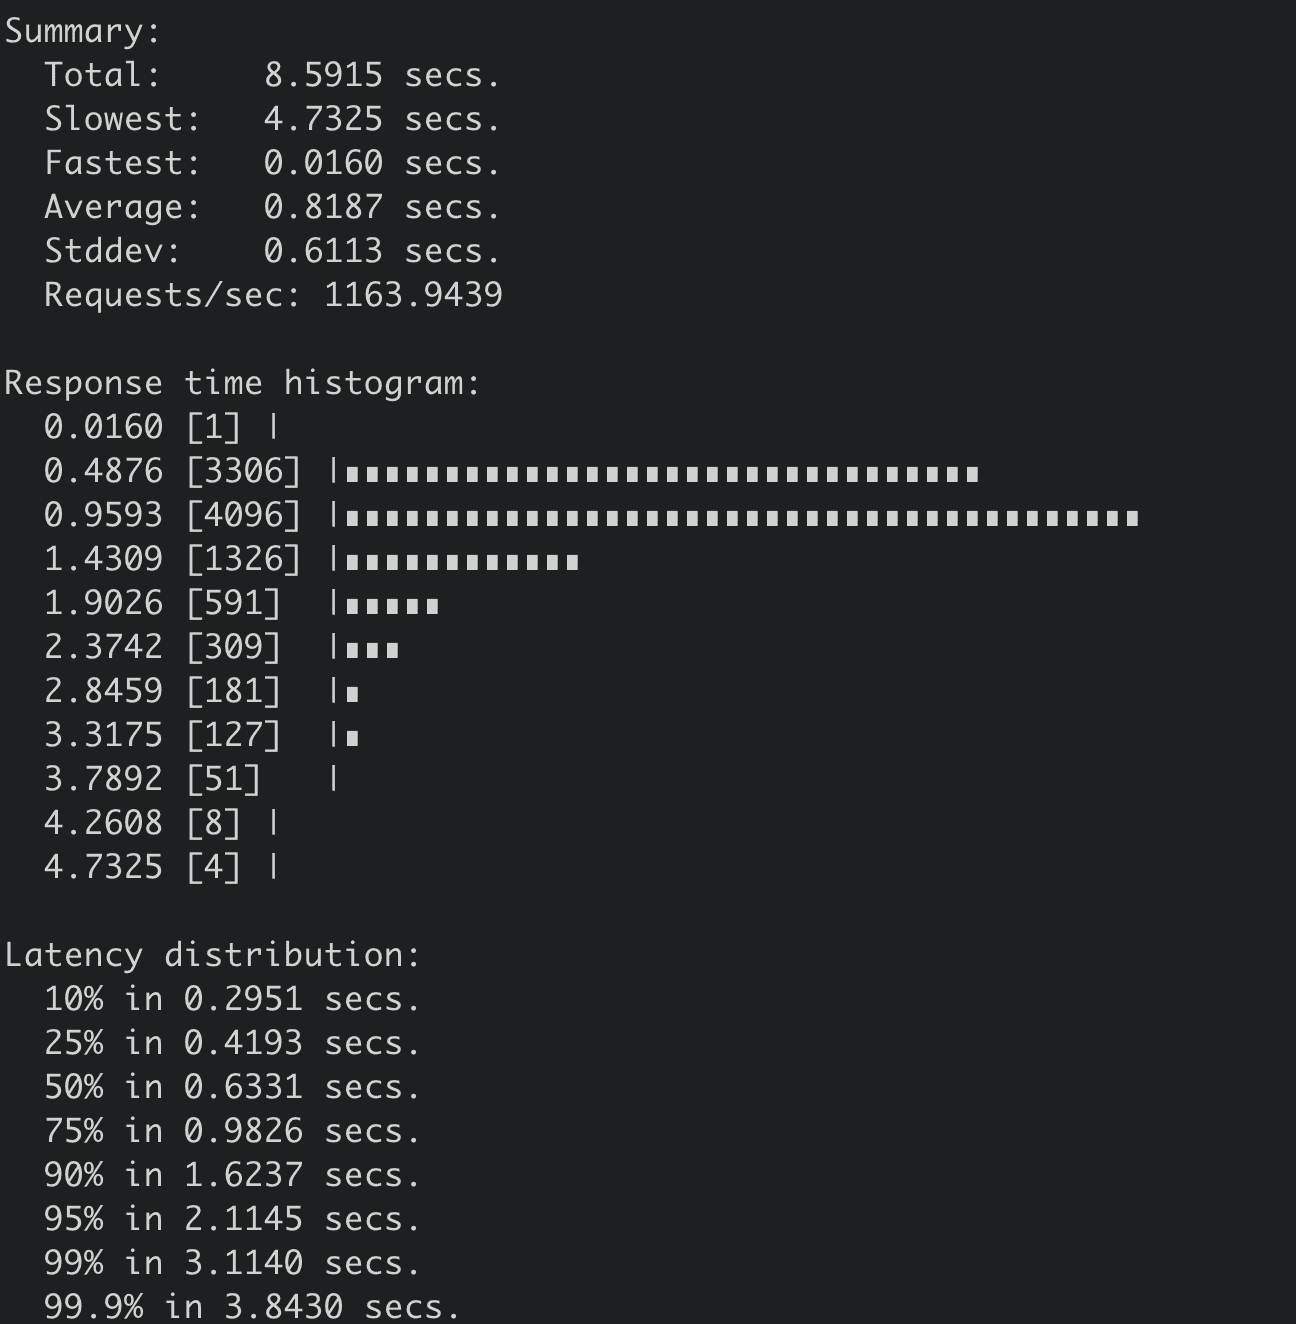 Summary:
  Total:     8.5915 secs.
  Slowest:   4.7325 secs.
  Fastest:   0.0160 secs.
  Average:   0.8187 secs.
  Stddev:    0.6113 secs.
  Requests/sec: 1163.9439

Response time histogram:
  0.0160 [1] |
  0.4876 [3306] |∎∎∎∎∎∎∎∎∎∎∎∎∎∎∎∎∎∎∎∎∎∎∎∎∎∎∎∎∎∎∎∎
  0.9593 [4096] |∎∎∎∎∎∎∎∎∎∎∎∎∎∎∎∎∎∎∎∎∎∎∎∎∎∎∎∎∎∎∎∎∎∎∎∎∎∎∎∎
  1.4309 [1326] |∎∎∎∎∎∎∎∎∎∎∎∎
  1.9026 [591]  |∎∎∎∎∎
  2.3742 [309]  |∎∎∎
  2.8459 [181]  |∎
  3.3175 [127]  |∎
  3.7892 [51]   |
  4.2608 [8] |
  4.7325 [4] |

Latency distribution:
  10% in 0.2951 secs.
  25% in 0.4193 secs.
  50% in 0.6331 secs.
  75% in 0.9826 secs.
  90% in 1.6237 secs.
  95% in 2.1145 secs.
  99% in 3.1140 secs.
  99.9% in 3.8430 secs.